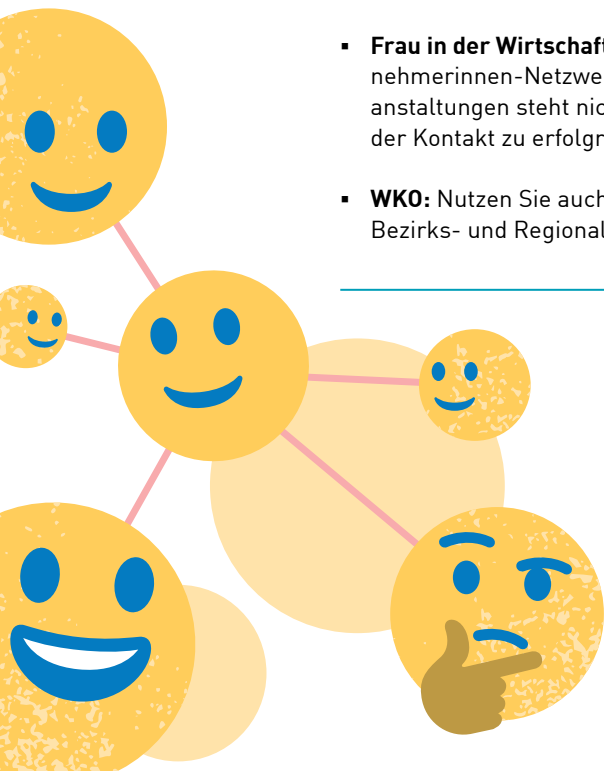 ▪ Frau in der Wirtschaft
nehmerinnen-Netzwe
anstaltungen steht nic
der Kontakt zu erfolgr
▪ WKO: Nutzen Sie auch
Bezirks- und Regional